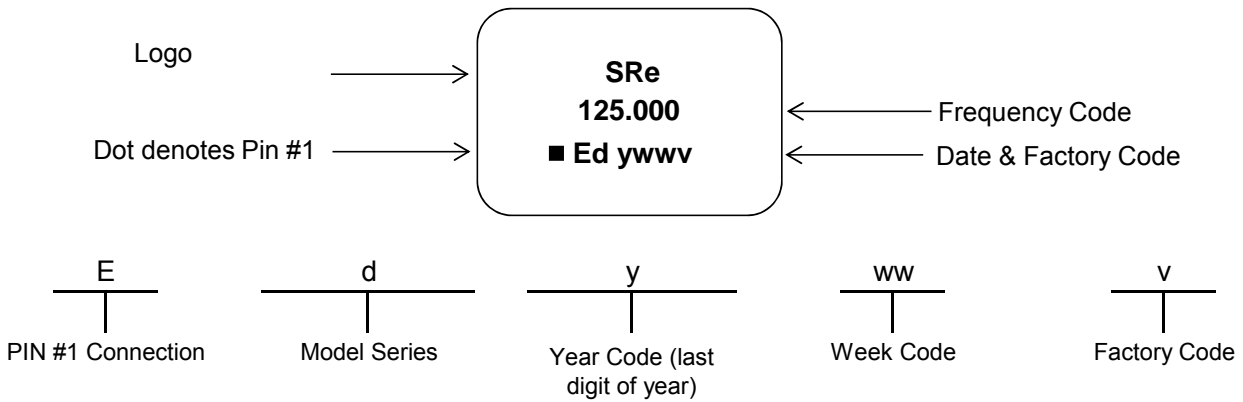 Logo
SRe
125.000
Frequency Code
Dot denotes Pin #1
■ Ed ywwv
Date & Factory Code
E
d
y
ww
v
PIN #1 Connection
Model Series
Year Code (last
digit of year)
Week Code
Factory Code